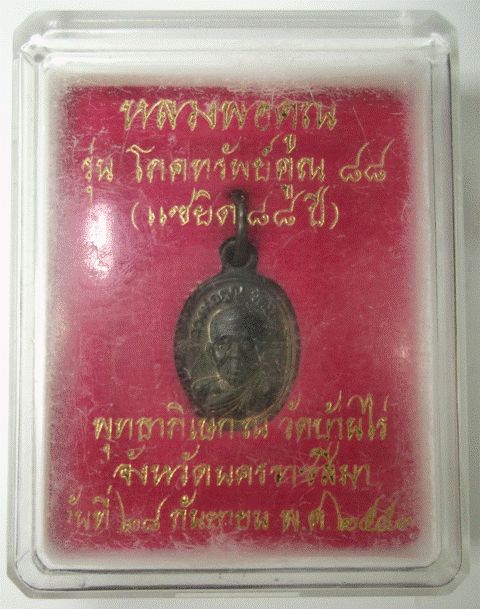 หลวงพ่อคูณ
รุ่น โคตทรัพย์คูณ ๘๘
(แซยิด ๘๘ ปี)
พุทธาภิเษก ณ วัดบ้านไร่
จังหวัดนครราชสีมา
วันที่ ๒๘ กันยายน พ.ศ